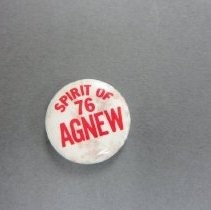 SPIRIT OF
76
AGNEW